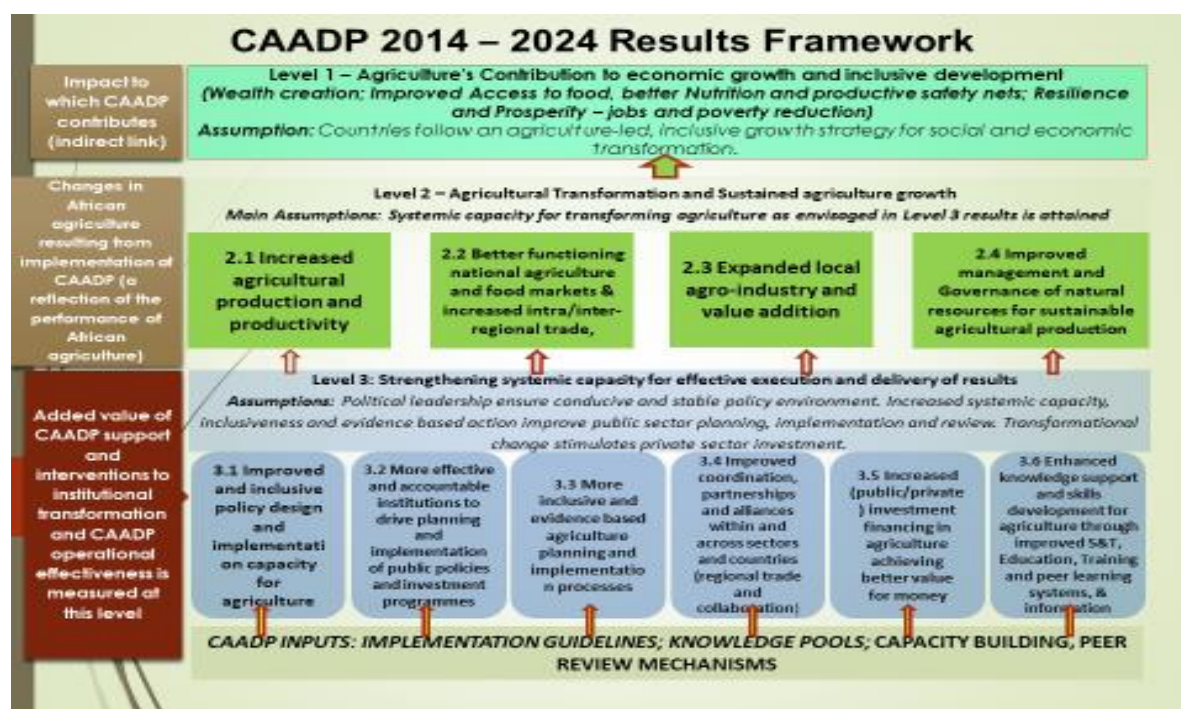 CAADP 2014 – 2024 Results Framework
Impact to
which CAADP
contributes
(indirect link)
Level 1 – Agriculture's Contribution to economic growth and inclusive development
(Wealth creation; Improved Access to food, better Nutrition and productive safety nets; Resilience
and Prosperity – jobs and poverty reduction)
Assumption: Countries follow an agriculture-led, inclusive growth strategy for social and economic
transformation.
Changes in
African
agriculture
resulting from
implementation of
CAADP (a
reflection of the
performance of
African
agriculture)
Level 2 – Agricultural Transformation and Sustained agriculture growth
Main Assumptions: Systemic capacity for transforming agriculture as envisaged in Level 3 results is attained
2.1 Increased
agricultural
production and
productivity
2.2 Better functioning
national agriculture
and food markets &
increased intra/inter-
regional trade,
2.3 Expanded local
agro-industry and
value addition
2.4 Improved
management and
Governance of natural
resources for sustainable
agricultural production
Added value of
CAADP support
and
interventions to
institutional
transformation
and CAADP
operational
effectiveness is
measured at
this level
Level 3: Strengthening systemic capacity for effective execution and delivery of results
Assumptions: Political leadership ensure conducive and stable policy environment. Increased systemic capacity,
inclusiveness and evidence based action improve public sector planning, implementation and review. Transformational
change stimulates private sector investment.
3.1 Improved
and inclusive
policy design
and
implementati
on capacity
for
agriculture
3.2 More effective
and accountable
institutions to
drive planning
and
implementation
of public policies
and investment
programmes
3.3 More
inclusive and
evidence based
agriculture
planning and
implementatio
n processes
3.4 Improved
coordination,
partnerships
and alliances
within and
across sectors
and countries
(regional trade
and
collaboration)
3.5 Increased
(public/private
) investment
financing in
agriculture
achieving
better value
for money
3.6 Enhanced
knowledge support
and skills
development for
agriculture through
improved S&T,
Education, Training
and peer learning
systems, &
information
CAADP INPUTS: IMPLEMENTATION GUIDELINES; KNOWLEDGE POOLS; CAPACITY BUILDING, PEER
REVIEW MECHANISMS